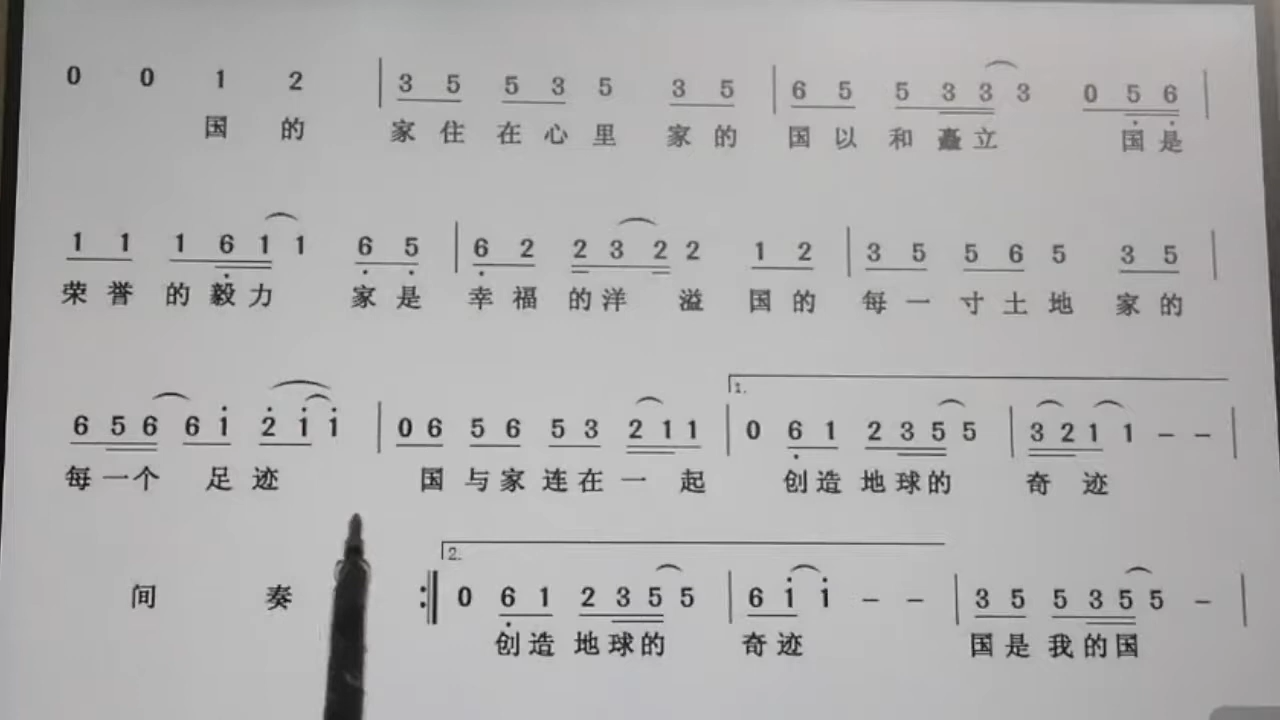 0 0 1 2 | 3 5 5 3 5 3 5 | 6 5 5 3 3 3 0 5 6 |
国的 家住在心里 家的 国以和矗立 国是
1 1 1 6 1 1 6 5 | 6 2 2 3 2 2 1 2 | 3 5 5 6 5 3 5 |
荣誉的毅力 家是 幸福的洋溢 国的 每一寸土地 家的
1.
6 5 6 6 i 2 i i | 0 6 5 6 5 3 2 1 1 | 0 6 1 2 3 5 5 | 3 2 1 1 – – |
每一个足迹 国与家连在一起 创造地球的 奇迹
2.
:‖ 0 6 1 2 3 5 5 | 6 i i – – | 3 5 5 3 5 5 – |
间奏 创造地球的 奇迹 国是我的国